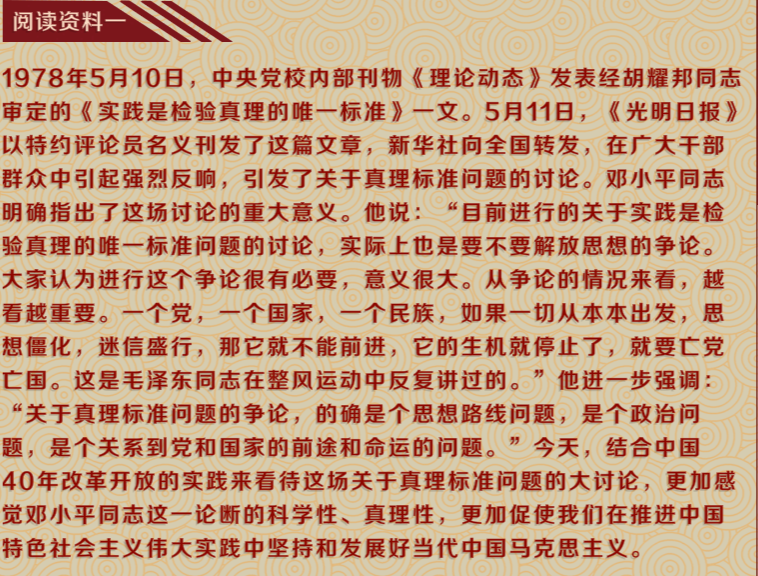 阅读资料一
1978年5月10日，中央党校内部刊物《理论动态》发表经胡耀邦同志
审定的《实践是检验真理的唯一标准》一文。5月11日，《光明日报》
以特约评论员名义刊发了这篇文章，新华社向全国转发，在广大干部
群众中引起强烈反响，引发了关于真理标准问题的讨论。邓小平同志
明确指出了这场讨论的重大意义。他说：“目前进行的关于实践是检
验真理的唯一标准问题的讨论，实际上也是要不要解放思想的争论。
大家认为进行这个争论很有必要，意义很大。从争论的情况来看，越
看越重要。一个党，一个国家，一个民族，如果一切从本本出发，思
想僵化，迷信盛行，那它就不能前进，它的生机就停止了，就要亡党
亡国。这是毛泽东同志在整风运动中反复讲过的。”他进一步强调：
“关于真理标准问题的争论，的确是个思想路线问题，是个政治问
题，是个关系到党和国家的前途和命运的问题。”今天，结合中国
40年改革开放的实践来看待这场关于真理标准问题的大讨论，更加感
觉邓小平同志这一论断的科学性、真理性，更加促使我们在推进中国
特色社会主义伟大实践中坚持和发展好当代中国马克思主义。